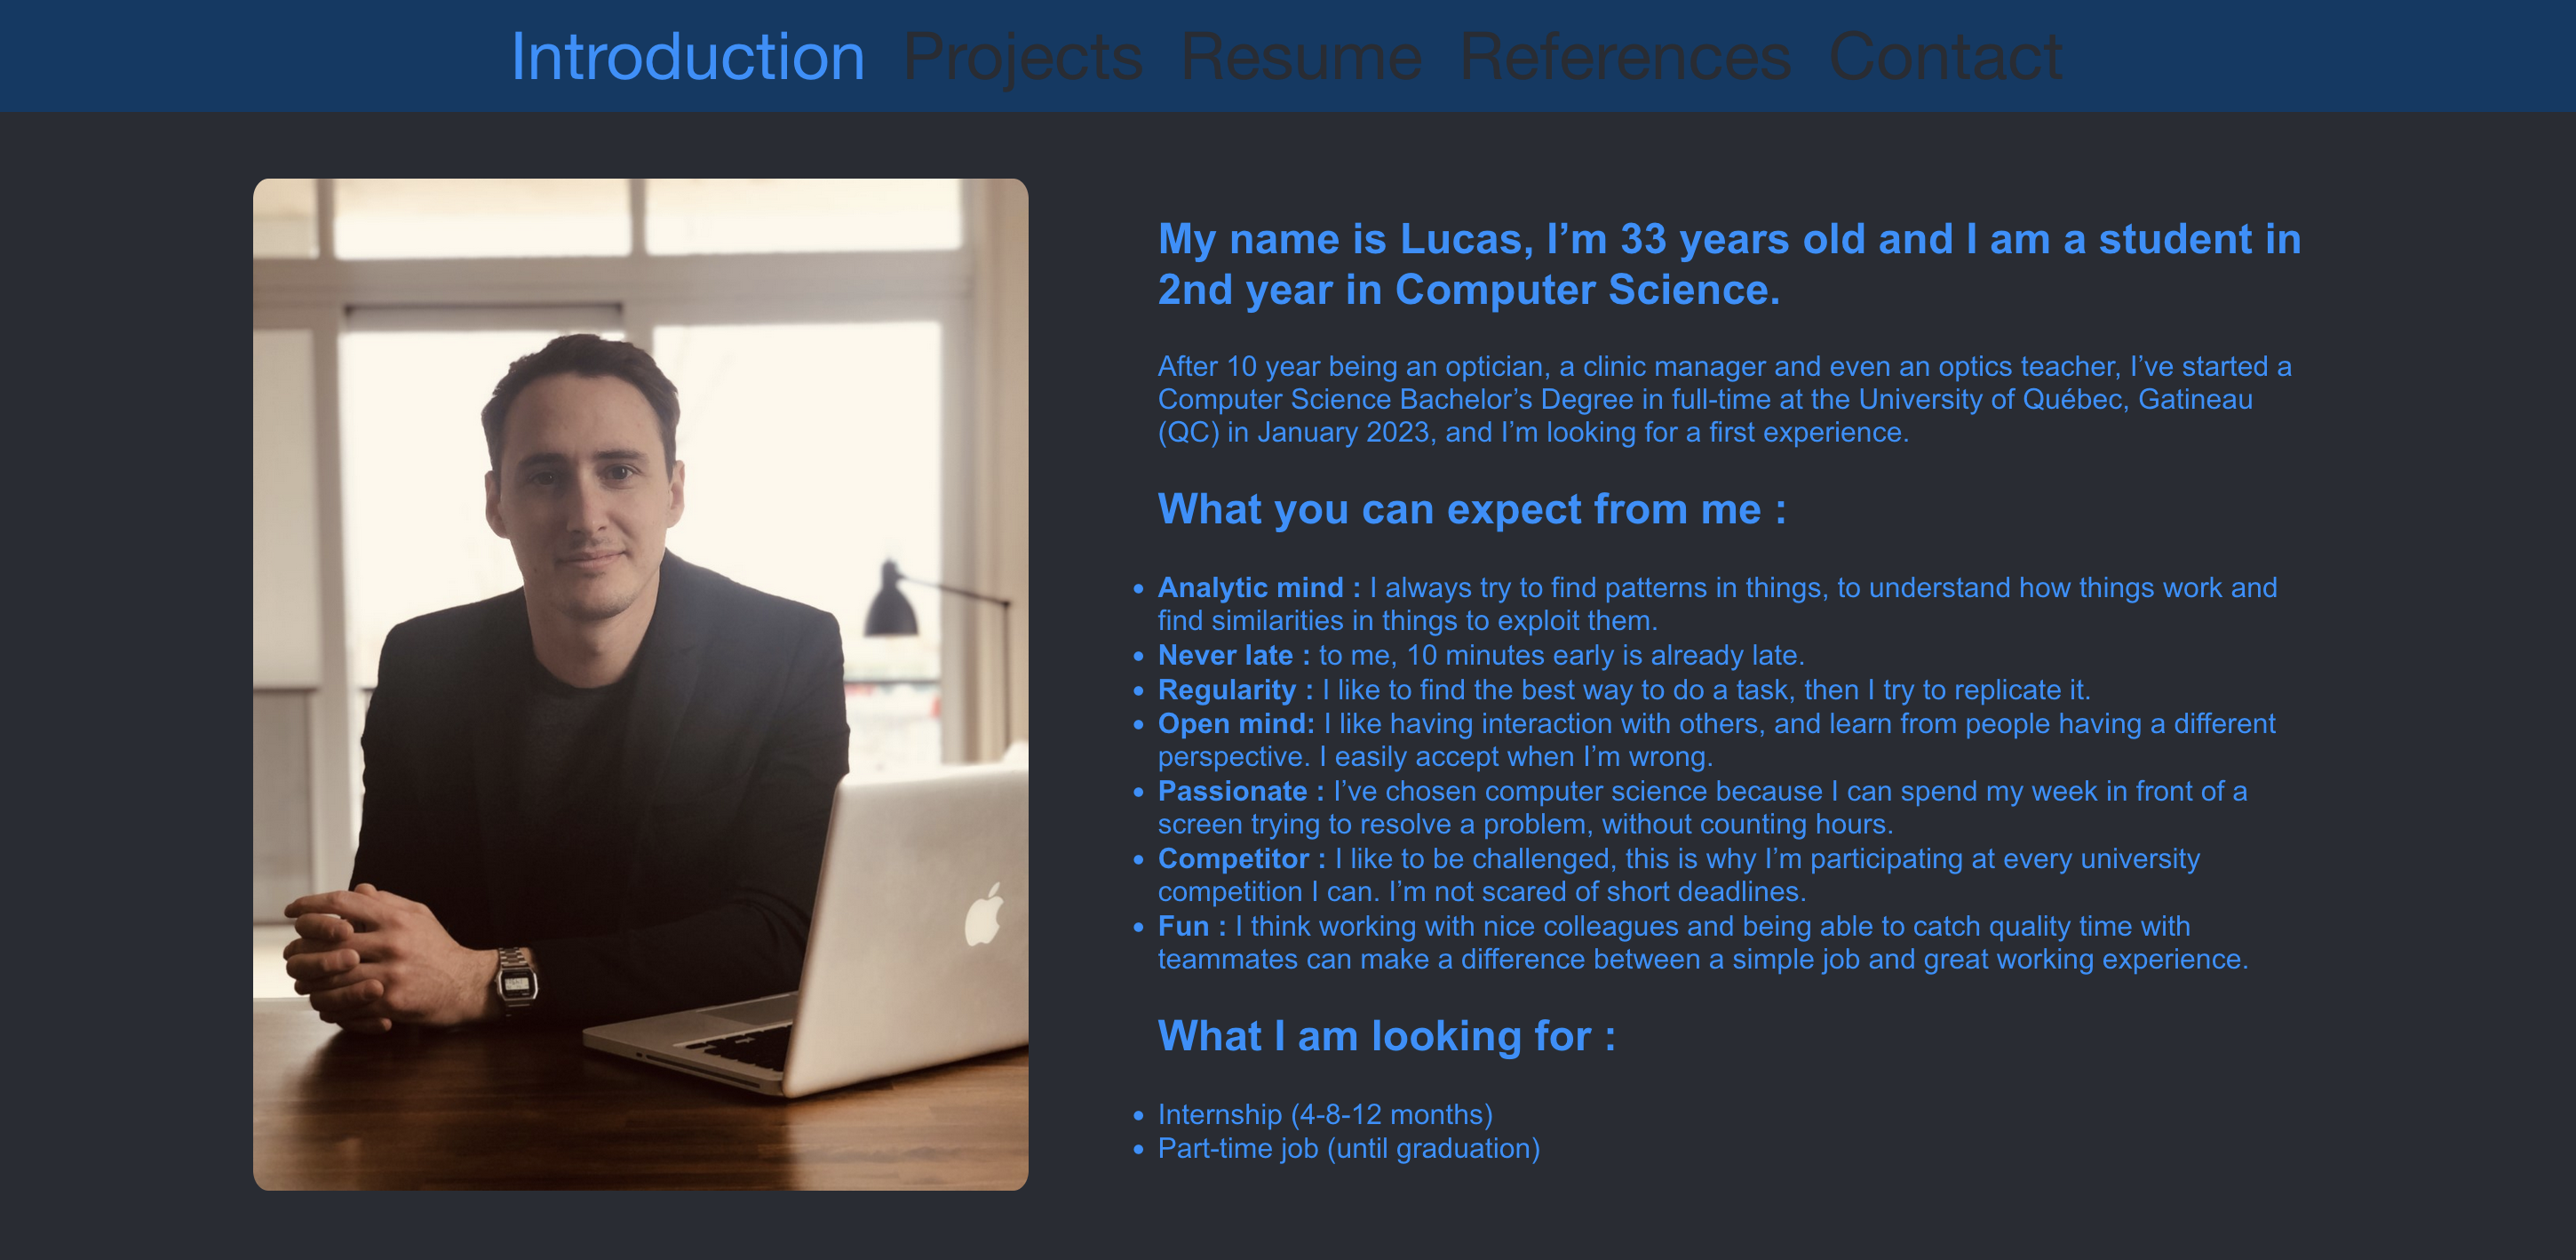 Introduction Projects Resume References Contact
My name is Lucas, I’m 33 years old and I am a student in
2nd year in Computer Science.
After 10 year being an optician, a clinic manager and even an optics teacher, I’ve started a
Computer Science Bachelor’s Degree in full-time at the University of Québec, Gatineau
(QC) in January 2023, and I’m looking for a first experience.
What you can expect from me :
• Analytic mind : I always try to find patterns in things, to understand how things work and
find similarities in things to exploit them.
• Never late : to me, 10 minutes early is already late.
• Regularity : I like to find the best way to do a task, then I try to replicate it.
• Open mind: I like having interaction with others, and learn from people having a different
perspective. I easily accept when I’m wrong.
• Passionate : I’ve chosen computer science because I can spend my week in front of a
screen trying to resolve a problem, without counting hours.
• Competitor : I like to be challenged, this is why I’m participating at every university
competition I can. I’m not scared of short deadlines.
• Fun : I think working with nice colleagues and being able to catch quality time with
teammates can make a difference between a simple job and great working experience.
What I am looking for :
• Internship (4-8-12 months)
• Part-time job (until graduation)